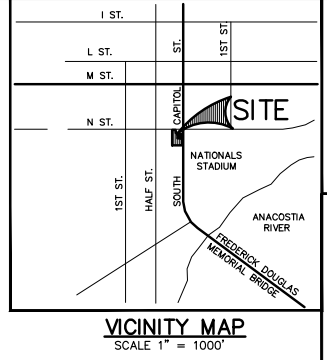 I ST.
L ST.
M ST.
N ST.
1ST ST.
HALF ST.
SOUTH CAPITOL ST.
1ST ST.
SITE
NATIONALS
STADIUM
ANACOSTIA
RIVER
FREDERICK DOUGLAS
MEMORIAL BRIDGE
VICINITY MAP
SCALE 1" = 1000'